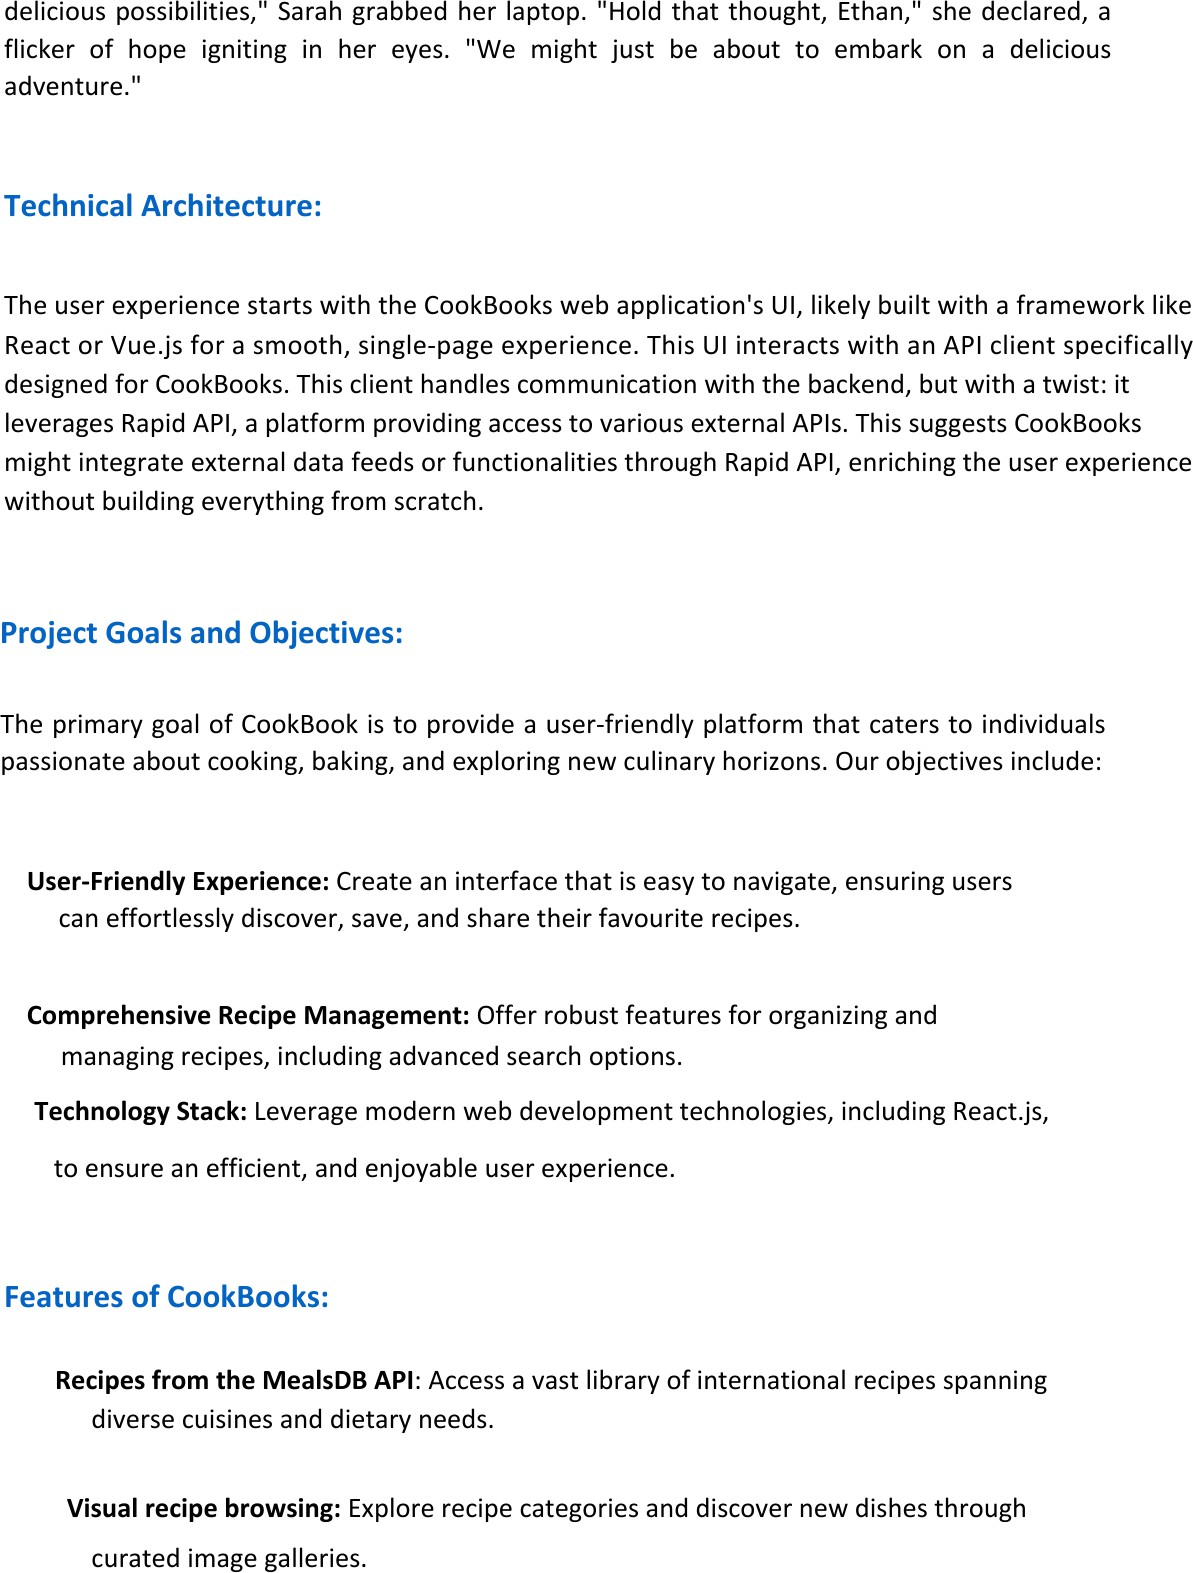 delicious possibilities," Sarah grabbed her laptop. "Hold that thought, Ethan," she declared, a
flicker of hope igniting in her eyes. "We might just be about to embark on a delicious
adventure."
Technical Architecture:
The user experience starts with the CookBooks web application's UI, likely built with a framework like
React or Vue.js for a smooth, single-page experience. This UI interacts with an API client specifically
designed for CookBooks. This client handles communication with the backend, but with a twist: it
leverages Rapid API, a platform providing access to various external APIs. This suggests CookBooks
might integrate external data feeds or functionalities through Rapid API, enriching the user experience
without building everything from scratch.
Project Goals and Objectives:
The primary goal of CookBook is to provide a user-friendly platform that caters to individuals
passionate about cooking, baking, and exploring new culinary horizons. Our objectives include:
User-Friendly Experience: Create an interface that is easy to navigate, ensuring users
can effortlessly discover, save, and share their favourite recipes.
Comprehensive Recipe Management: Offer robust features for organizing and
managing recipes, including advanced search options.
Technology Stack: Leverage modern web development technologies, including React.js,
to ensure an efficient, and enjoyable user experience.
Features of CookBooks:
Recipes from the MealsDB API: Access a vast library of international recipes spanning
diverse cuisines and dietary needs.
Visual recipe browsing: Explore recipe categories and discover new dishes through
curated image galleries.